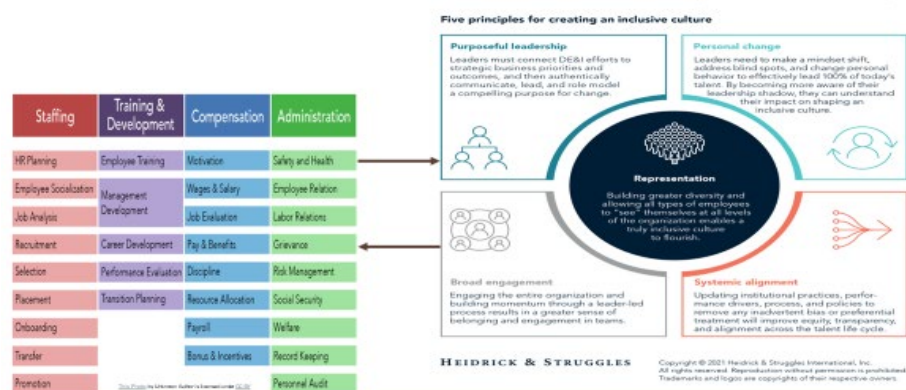 Staffing
Training &
Development
Compensation
Administration
HR Planning
Employee Training
Motivation
Safety and Health
Employee Socialization
Management
Development
Wages & Salary
Employee Relation
Job Analysis
Job Evaluation
Labor Relations
Recruitment
Career Development
Pay & Benefits
Grievance
Selection
Performance Evaluation
Discipline
Risk Management
Placement
Transition Planning
Resource Allocation
Social Security
Onboarding
Payroll
Welfare
Transfer
Bonus & Incentives
Record Keeping
Promotion
Personnel Audit
This Photo by Unknown Author is licensed under CC BY
Five principles for creating an inclusive culture
Purposeful leadership
Leaders must connect DE&I efforts to
strategic business priorities and
outcomes, and then authentically
communicate, lead, and role model
a compelling purpose for change.
Personal change
Leaders need to make a mindset shift,
address blind spots, and change personal
behavior to effectively lead 100% of today's
talent. By becoming more aware of their
leadership shadow, they can understand
their impact on shaping an
inclusive culture.
Representation
Building greater diversity and
allowing all types of employees
to "see" themselves at all levels
of the organization enables a
truly inclusive culture
to flourish.
Broad engagement
Engaging the entire organization and
building momentum through a leader-led
process results in a greater sense of
belonging and engagement in teams.
Systemic alignment
Updating institutional practices, perfor-
mance drivers, process, and policies to
remove any inadvertent bias or preferential
treatment will improve equity, transparency,
and alignment across the talent life cycle.
HEIDRICK & STRUGGLES
Copyright © 2021 Heidrick & Struggles International, Inc.
All rights reserved. Reproduction without permission is prohibited.
Trademarks and logos are copyrights of their respective owners.